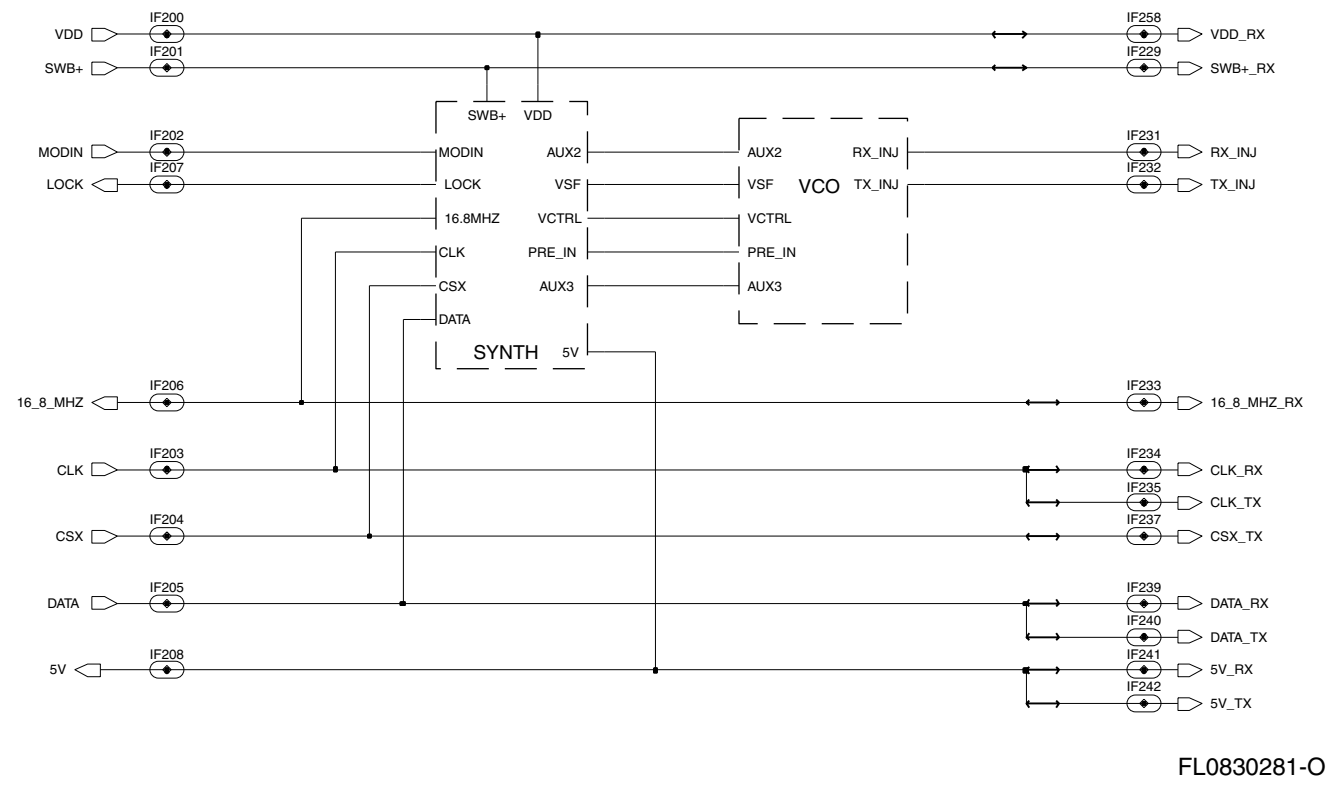 IF200
IF258
VDD
VDD_RX
IF201
IF229
SWB+
SWB+_RX
SWB+ VDD
IF202
IF231
MODIN
MODIN
AUX2
AUX2
RX_INJ
RX_INJ
IF207
IF232
LOCK
LOCK
VSF
VSF
VCO
TX_INJ
TX_INJ
16.8MHZ
VCTRL
VCTRL
CLK
PRE_IN
PRE_IN
CSX
AUX3
AUX3
DATA
SYNTH
5V
IF206
IF233
16_8_MHZ
16_8_MHZ_RX
IF203
IF234
CLK
CLK_RX
IF235
CLK_TX
IF204
IF237
CSX
CSX_TX
IF205
IF239
DATA
DATA_RX
IF240
DATA_TX
IF208
IF241
5V
5V_RX
IF242
5V_TX
FL0830281-O